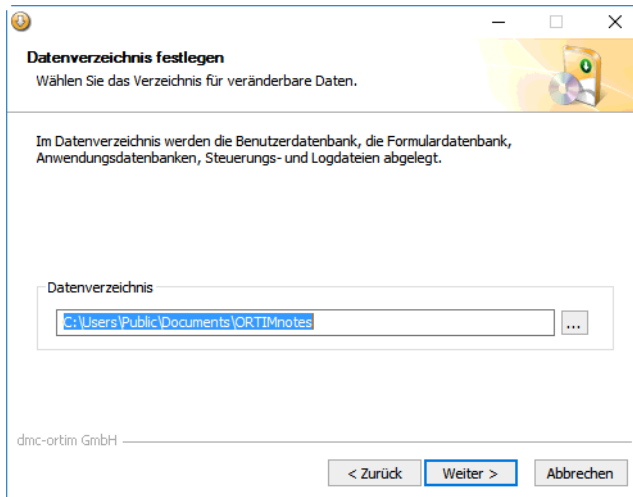 Datenverzeichnis festlegen
Wählen Sie das Verzeichnis für veränderbare Daten.
Im Datenverzeichnis werden die Benutzerdatenbank, die Formulardatenbank,
Anwendungsdatenbanken, Steuerungs- und Logdateien abgelegt.
Datenverzeichnis
C:\Users\Public\Documents\ORTIMnotes
...
dmc-ortim GmbH
< Zurück
Weiter >
Abbrechen